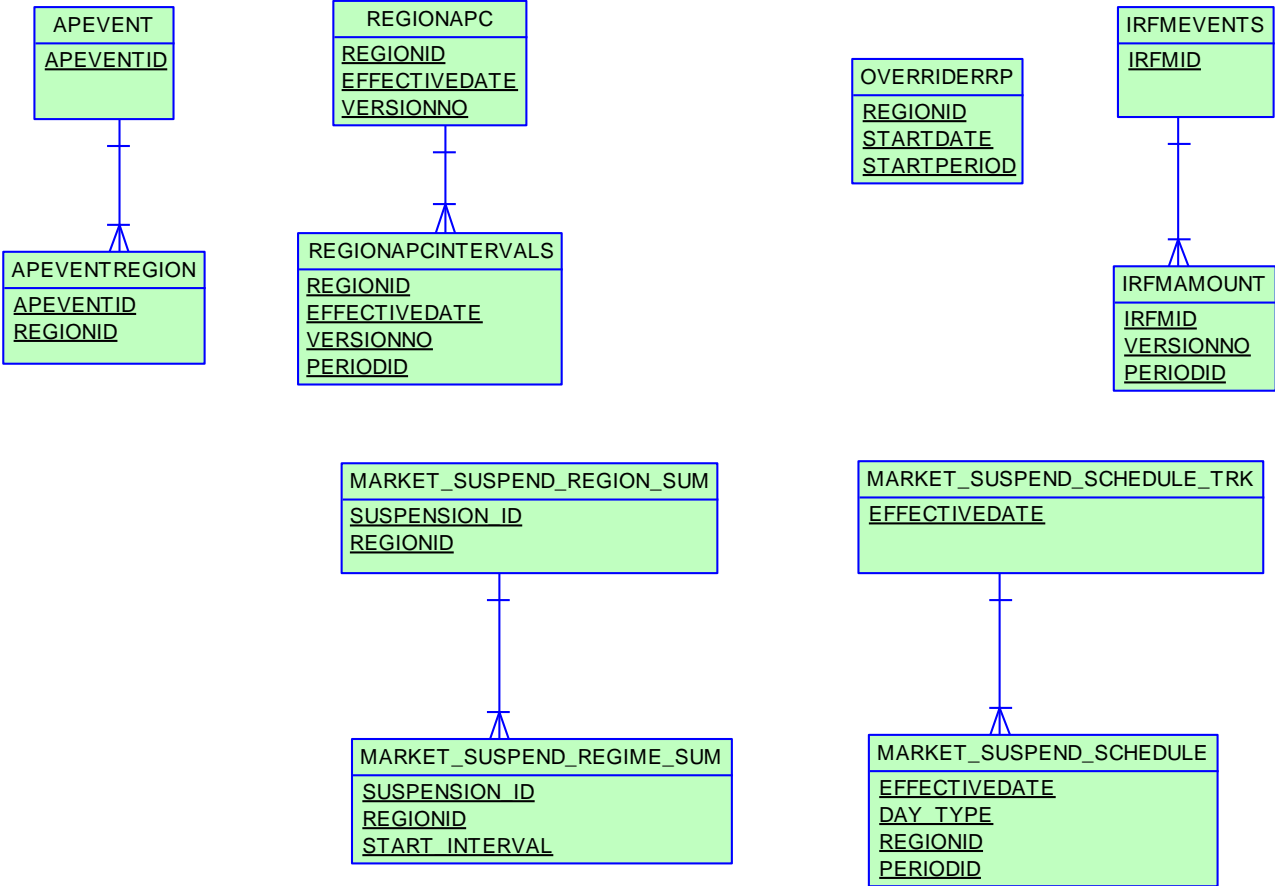 APEVENT
APEVENTID
REGIONAPC
REGIONID
EFFECTIVEDATE
VERSIONNO
OVERRIDERRP
REGIONID
STARTDATE
STARTPERIOD
IRFMEVENTS
IRFMID
APEVENTREGION
APEVENTID
REGIONID
REGIONAPCINTERVALS
REGIONID
EFFECTIVEDATE
VERSIONNO
PERIODID
IRFMAMOUNT
IRFMID
VERSIONNO
PERIODID
MARKET_SUSPEND_REGION_SUM
SUSPENSION_ID
REGIONID
MARKET_SUSPEND_SCHEDULE_TRK
EFFECTIVEDATE
MARKET_SUSPEND_REGIME_SUM
SUSPENSION_ID
REGIONID
START_INTERVAL
MARKET_SUSPEND_SCHEDULE
EFFECTIVEDATE
DAY_TYPE
REGIONID
PERIODID